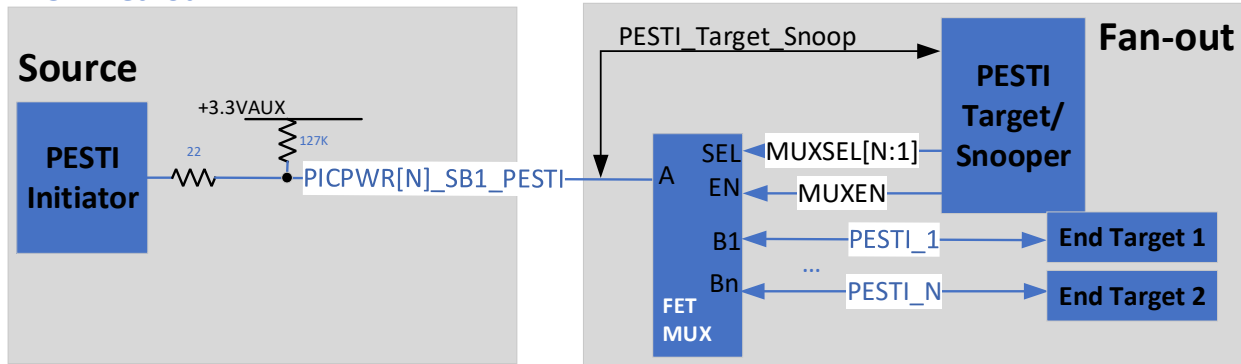 Source
PESTI
Initiator
22
+3.3VAUX
127K
PICPWR[N]_SB1_PESTI
Fan-out
PESTI_Target_Snoop
PESTI
Target/
Snooper
A
SEL
MUXSEL[N:1]
EN
MUXEN
B1
PESTI_1
End Target 1
...
Bn
PESTI_N
End Target 2
FET
MUX